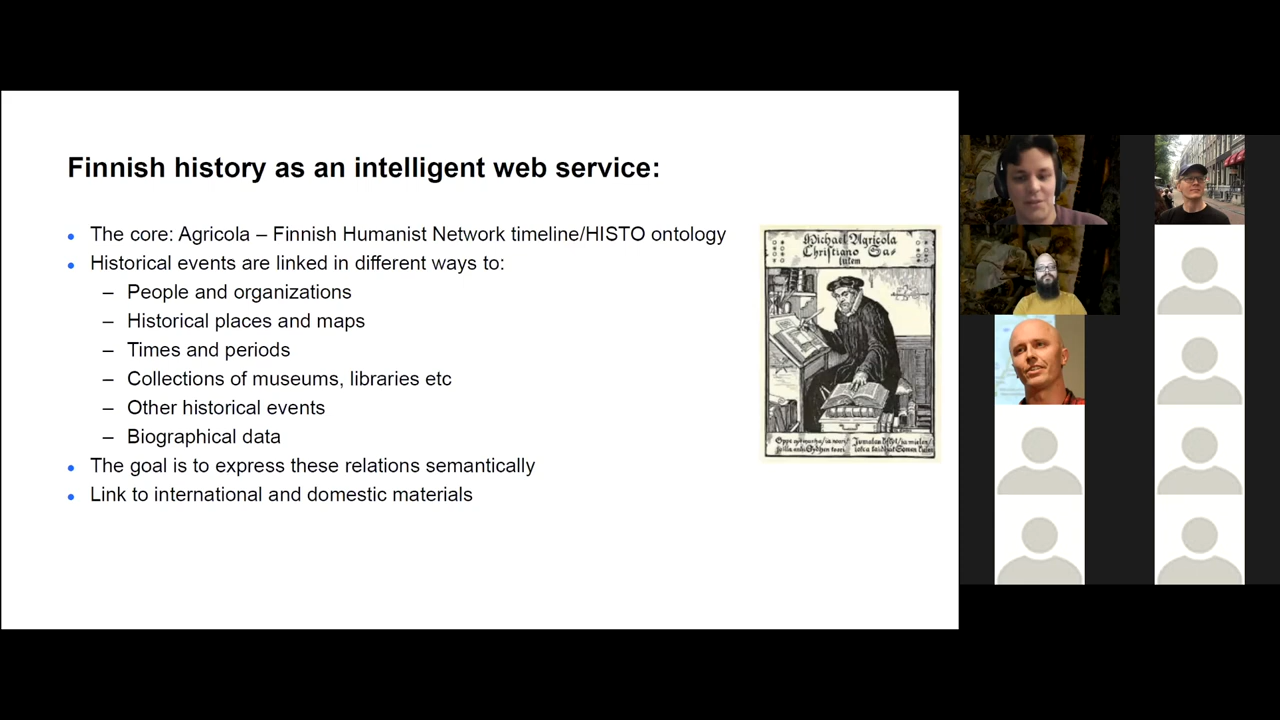 Finnish history as an intelligent web service:
• The core: Agricola – Finnish Humanist Network timeline/HISTO ontology
• Historical events are linked in different ways to:
– People and organizations
– Historical places and maps
– Times and periods
– Collections of museums, libraries etc
– Other historical events
– Biographical data
• The goal is to express these relations semantically
• Link to international and domestic materials
Michael Agricola
Christiano Sa-
lutem